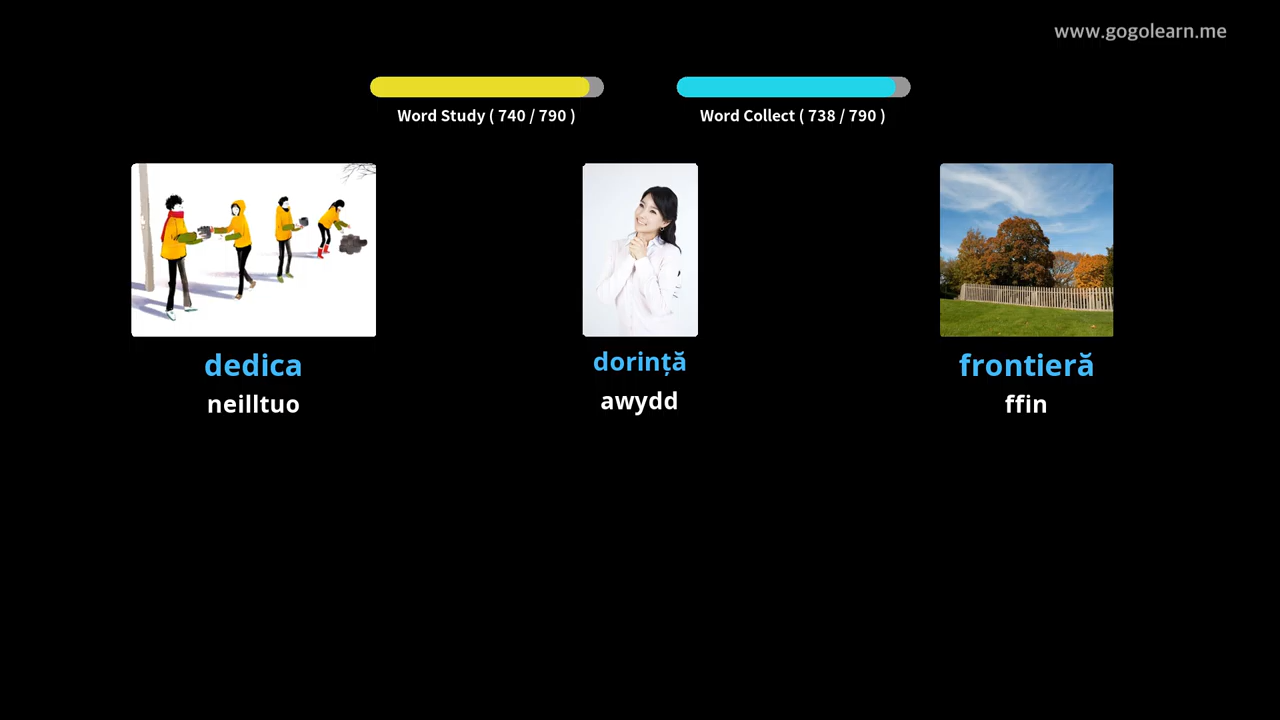 www.gogolearn.me
Word Study ( 740 / 790 )
Word Collect ( 738 / 790 )
dedica
neilltuo
dorință
awydd
frontieră
ffin